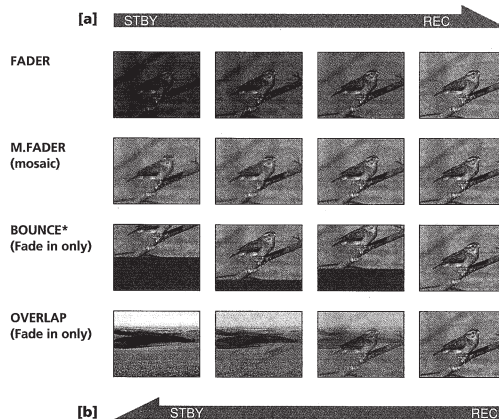 [a] STBY REC
FADER
M.FADER
(mosaic)
BOUNCE*
(Fade in only)
OVERLAP
(Fade in only)
[b] STBY REC